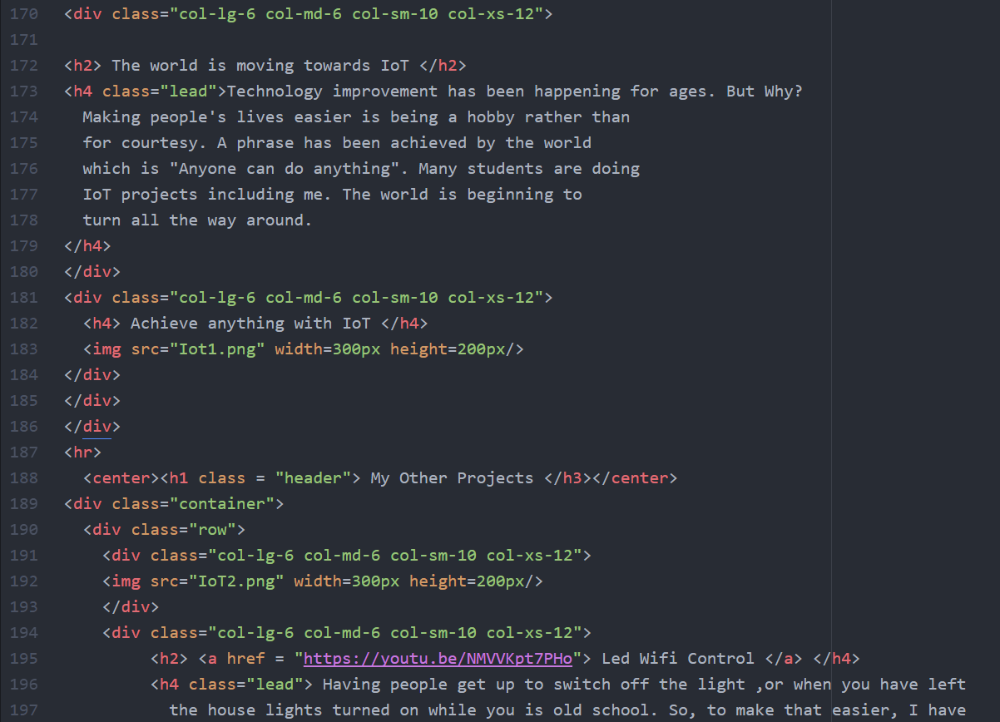 170 <div class="col-lg-6 col-md-6 col-sm-10 col-xs-12">
171
172 <h2> The world is moving towards IoT </h2>
173 <h4 class="lead">Technology improvement has been happening for ages. But Why?
174 Making people's lives easier is being a hobby rather than
175 for courtesy. A phrase has been achieved by the world
176 which is "Anyone can do anything". Many students are doing
177 IoT projects including me. The world is beginning to
178 turn all the way around.
179 </h4>
180 </div>
181 <div class="col-lg-6 col-md-6 col-sm-10 col-xs-12">
182 <h4> Achieve anything with IoT </h4>
183 <img src="Iot1.png" width=300px height=200px/>
184 </div>
185 </div>
186 </div>
187 <hr>
188 <center><h1 class = "header"> My Other Projects </h3></center>
189 <div class="container">
190 <div class="row">
191 <div class="col-lg-6 col-md-6 col-sm-10 col-xs-12">
192 <img src="IoT2.png" width=300px height=200px/>
193 </div>
194 <div class="col-lg-6 col-md-6 col-sm-10 col-xs-12">
195 <h2> <a href = "https://youtu.be/NMVVKpt7PHo"> Led Wifi Control </a> </h4>
196 <h4 class="lead"> Having people get up to switch off the light ,or when you have left
197 the house lights turned on while you is old school. So, to make that easier, I have